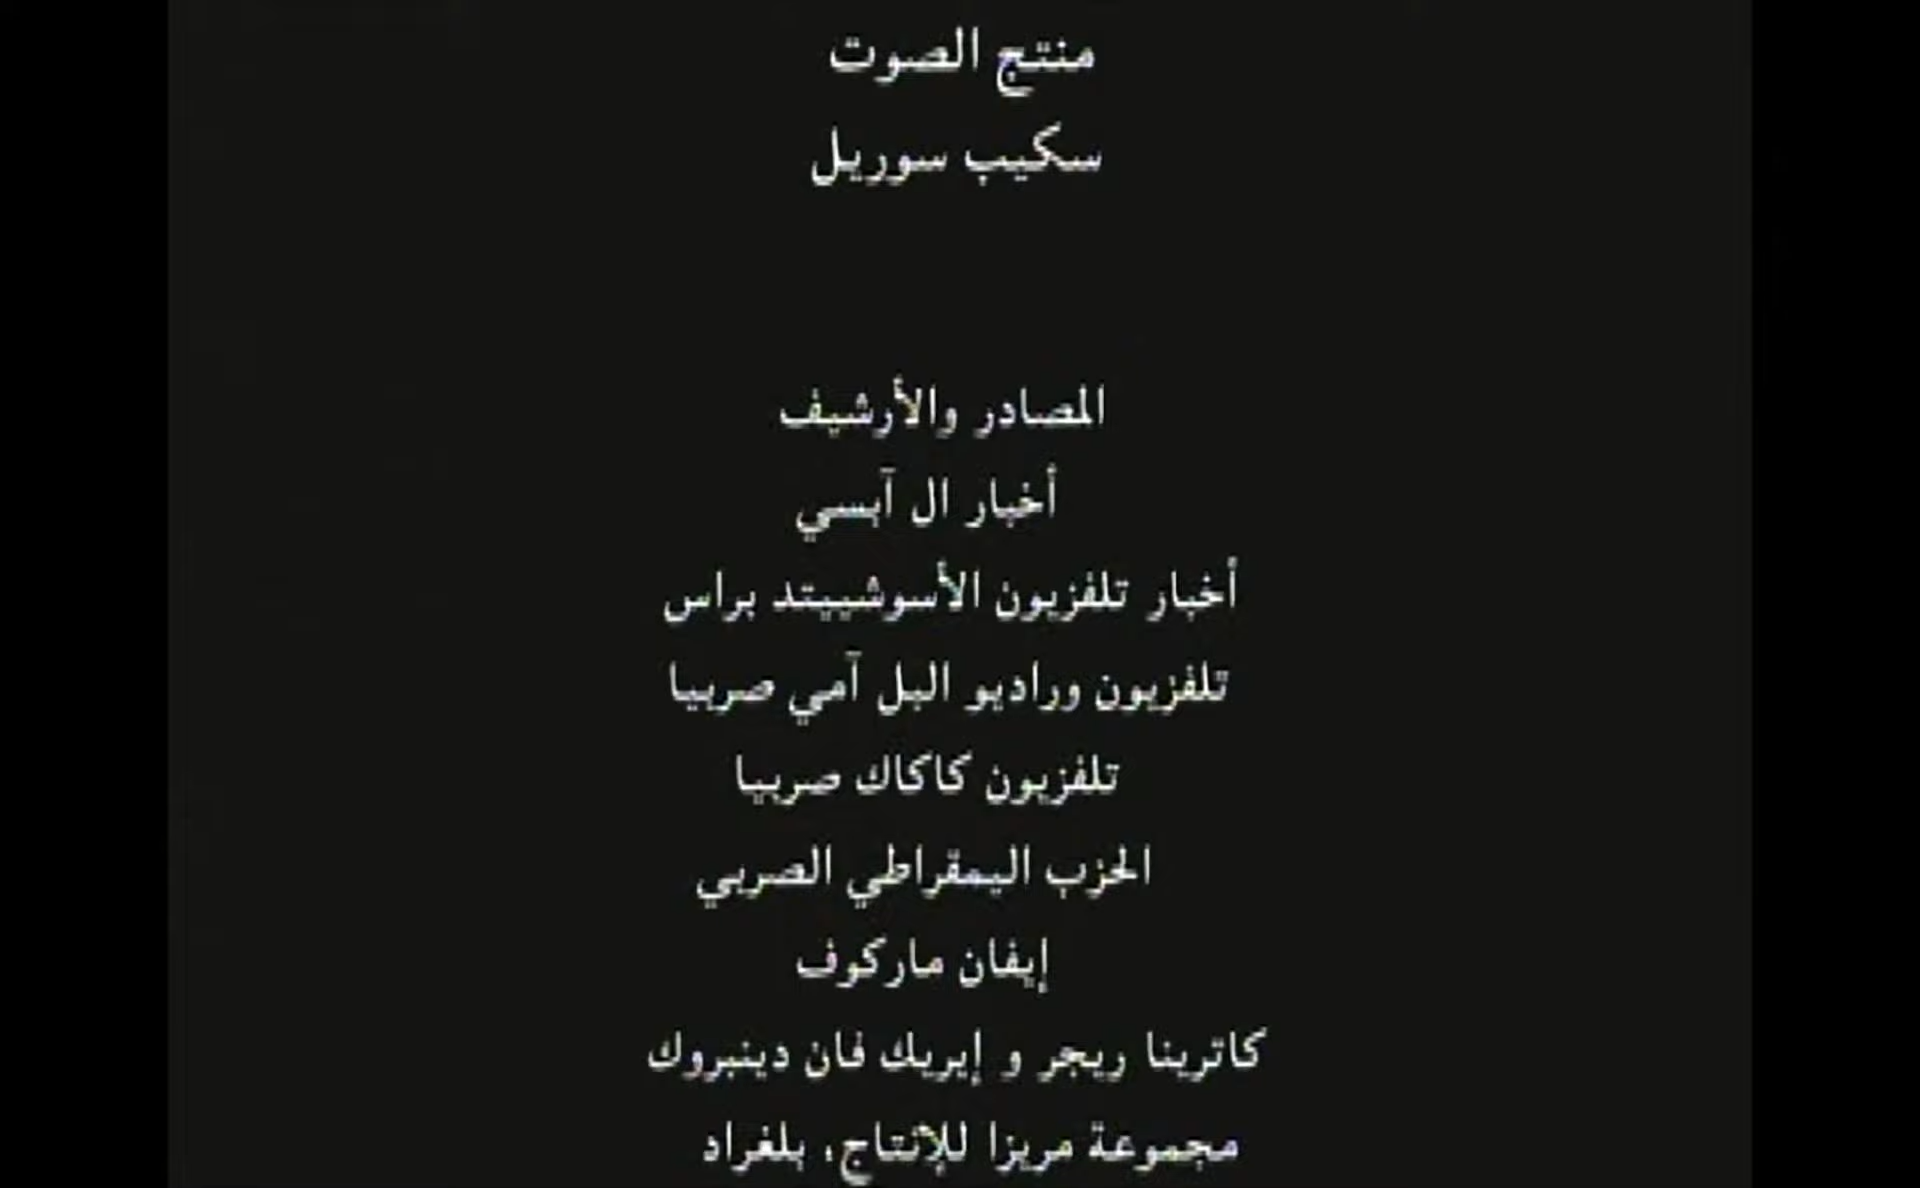 منتج الصوت
سكيب سوريل
المصادر والأرشيف
أخبار ال آبسي
أخبار تلفزيون الأسوشييتد براس
تلفزيون وراديو البل آمي صربيا
تلفزيون كاكاك صربيا
الحزب اليمقراطي الصربي
إيفان ماركوف
كاترينا ريجر و إيريك فان دينبروك
مجموعة مريزا للإنتاج، بلغراد